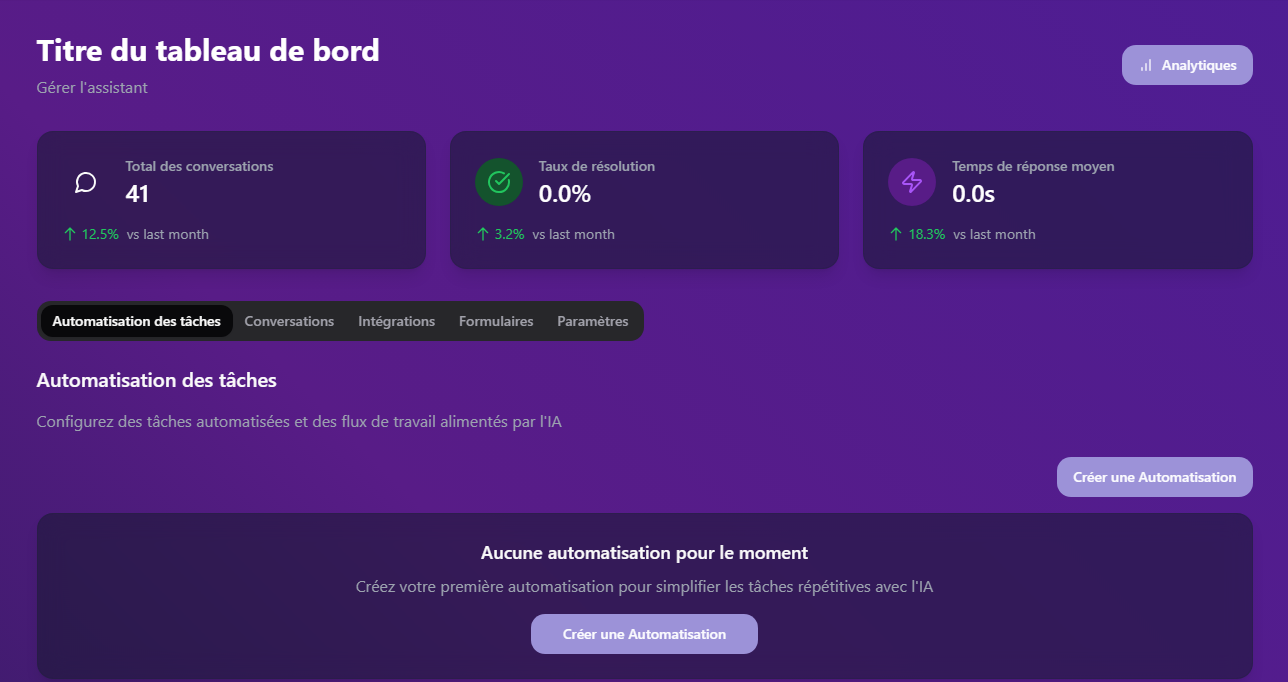 Titre du tableau de bord
Gérer l'assistant
Analytiques
Total des conversations
41
12.5% vs last month
Taux de résolution
0.0%
3.2% vs last month
Temps de réponse moyen
0.0s
18.3% vs last month
Automatisation des tâches
Conversations
Intégrations
Formulaires
Paramètres
Automatisation des tâches
Configurez des tâches automatisées et des flux de travail alimentés par l'IA
Créer une Automatisation
Aucune automatisation pour le moment
Créez votre première automatisation pour simplifier les tâches répétitives avec l'IA
Créer une Automatisation